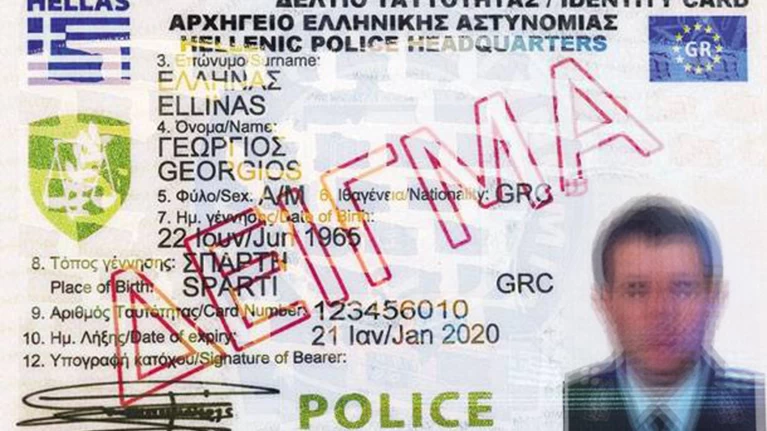 HELLAS
ΔΕΛΤΙΟ ΤΑΥΤΟΤΗΤΑΣ / IDENTITY CARD
ΑΡΧΗΓΕΙΟ ΕΛΛΗΝΙΚΗΣ ΑΣΤΥΝΟΜΙΑΣ
HELLENIC POLICE HEADQUARTERS
GR
3. Επώνυμο/Surname:
ΕΛΛΗΝΑΣ
ELLINAS
4. Όνομα/Name:
ΓΕΩΡΓΙΟΣ
GEORGIOS
5. Φύλο/Sex. Α/M 6. Ιθαγένεια/Nationality: GRC
7. Ημ. γέννησης/Date of Birth:
22 Ιουν/Jun 1965
8. Τόπος γέννησης: ΣΠΑΡΤΗ
Place of Birth: SPARTI GRC
9. Αριθμός Ταυτότητας/Card Number: 123456010
10. Ημ. Λήξης/Date of expiry: 21 Ιαν/Jan 2020
12. Υπογραφή κατόχου/Signature of Bearer:
POLICE
ΔΕΙΓΜΑ